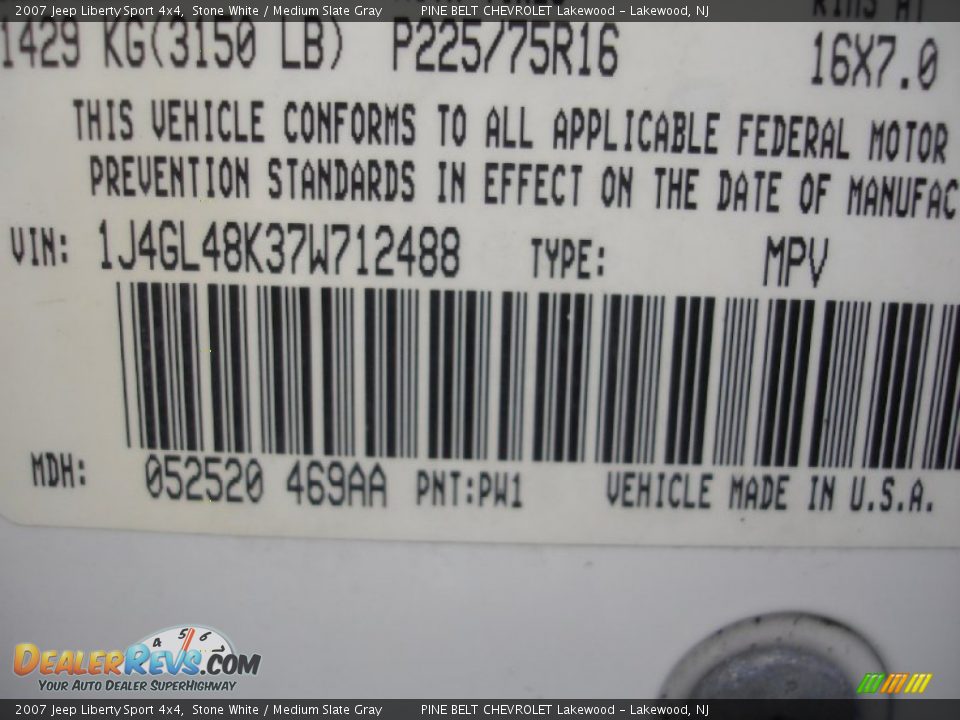 2007 Jeep Liberty Sport 4x4, Stone White / Medium Slate Gray PINE BELT CHEVROLET Lakewood - Lakewood, NJ
1429 KG(3150 LB) P225/75R16 16X7.0
THIS VEHICLE CONFORMS TO ALL APPLICABLE FEDERAL MOTOR
PREVENTION STANDARDS IN EFFECT ON THE DATE OF MANUFAC
VIN: 1J4GL48K37W712488 TYPE: MPV
MDH: 052520 469AA PNT:PW1 VEHICLE MADE IN U.S.A.
4 5 6
DEALERREVS.COM
YOUR AUTO DEALER SUPERHIGHWAY
2007 Jeep Liberty Sport 4x4, Stone White / Medium Slate Gray PINE BELT CHEVROLET Lakewood - Lakewood, NJ